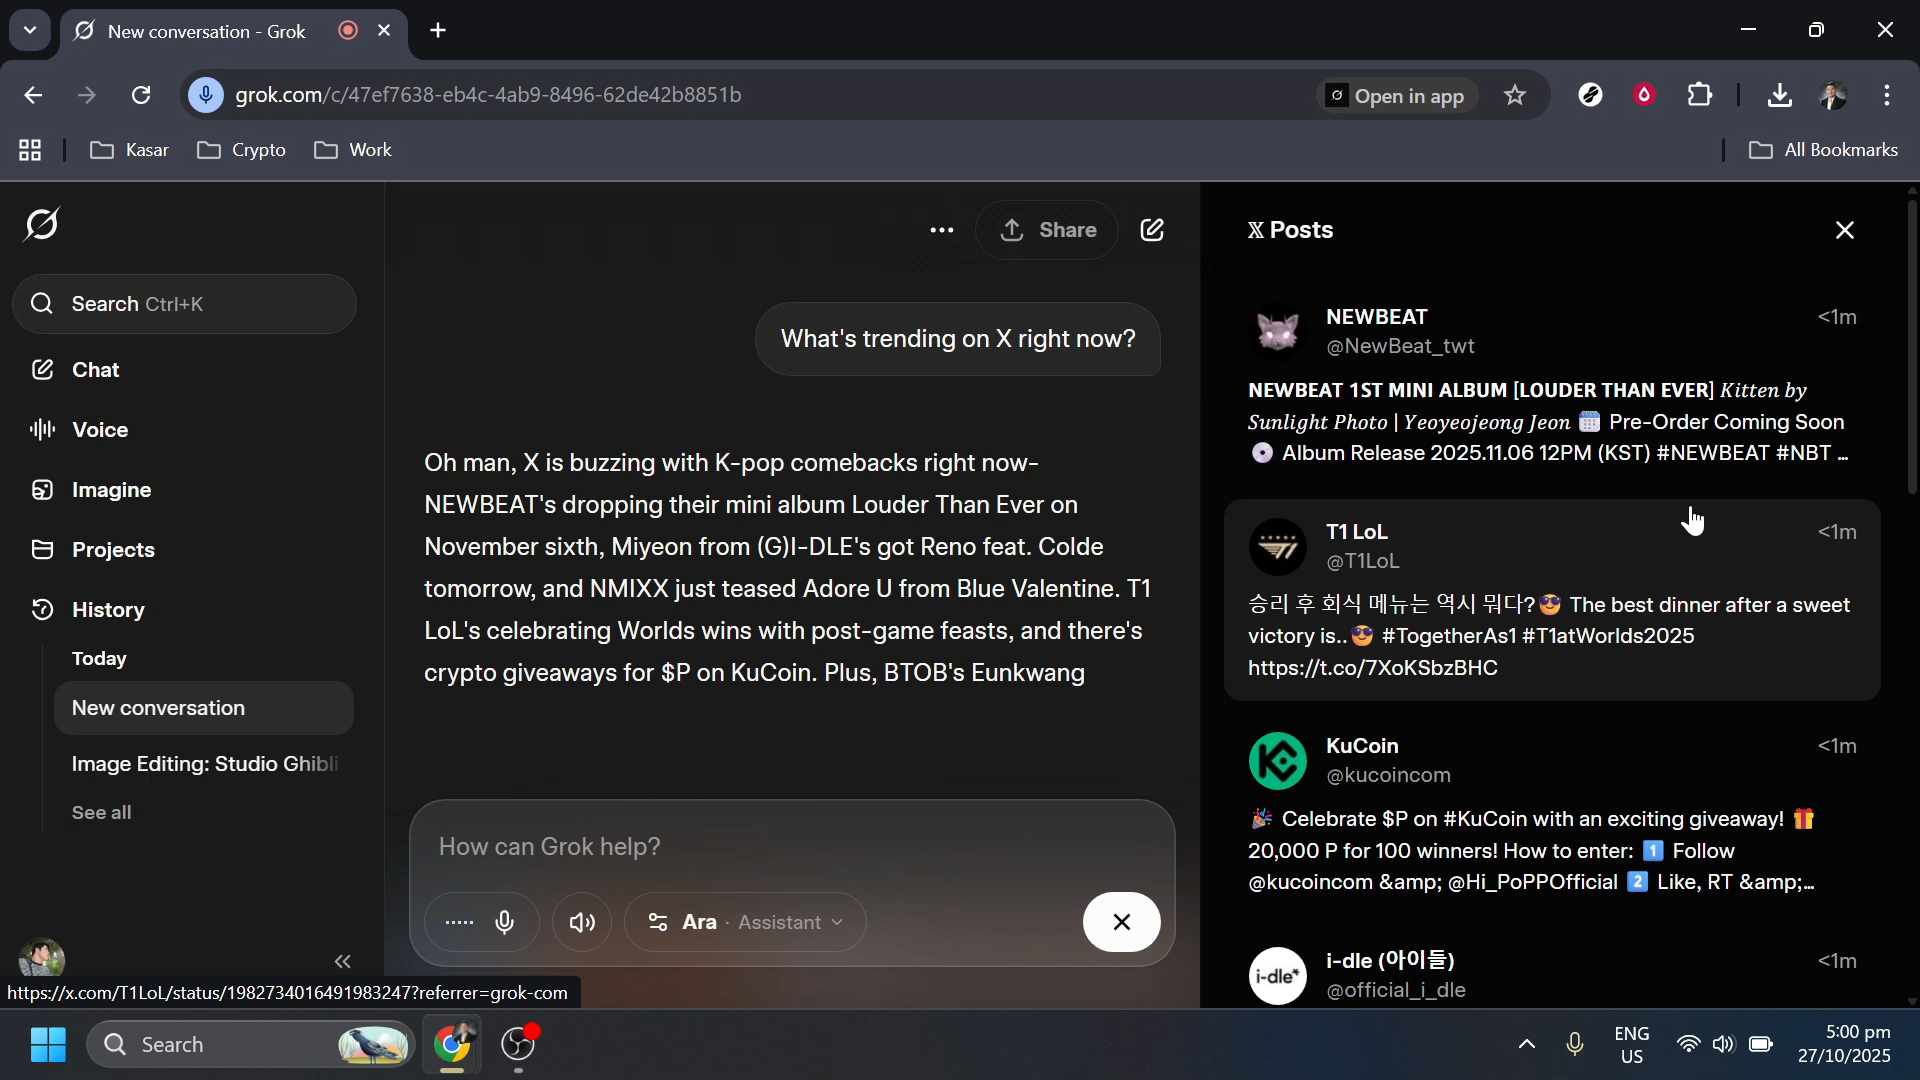 New conversation - Grok
grok.com/c/47ef7638-eb4c-4ab9-8496-62de42b8851b
Open in app
Kasar
Crypto
Work
All Bookmarks
Search Ctrl+K
Chat
Voice
Imagine
Projects
History
Today
New conversation
Image Editing: Studio Ghibli
See all
https://x.com/T1LoL/status/1982734016491983247?referrer=grok-com
Share
What's trending on X right now?
Oh man, X is buzzing with K-pop comebacks right now-
NEWBEAT's dropping their mini album Louder Than Ever on
November sixth, Miyeon from (G)I-DLE's got Reno feat. Colde
tomorrow, and NMIXX just teased Adore U from Blue Valentine. T1
LoL's celebrating Worlds wins with post-game feasts, and there's
crypto giveaways for $P on KuCoin. Plus, BTOB's Eunkwang
How can Grok help?
Ara · Assistant
𝕏 Posts
NEWBEAT
<1m
@NewBeat_twt
NEWBEAT 1ST MINI ALBUM [LOUDER THAN EVER] Kitten by
Sunlight Photo | Yeoyeojeong Jeon 🗓️ Pre-Order Coming Soon
💿 Album Release 2025.11.06 12PM (KST) #NEWBEAT #NBT ...
T1 LoL
<1m
@T1LoL
승리 후 회식 메뉴는 역시 뭐다?😎 The best dinner after a sweet
victory is..😎 #TogetherAs1 #T1atWorlds2025
https://t.co/7XoKSbzBHC
KuCoin
<1m
@kucoincom
🎉 Celebrate $P on #KuCoin with an exciting giveaway! 🎁
20,000 P for 100 winners! How to enter: 1️⃣ Follow
@kucoincom &amp; @Hi_PoPPOfficial 2️⃣ Like, RT &amp;...
i-dle*
i-dle (아이들)
<1m
@official_i_dle
Search
ENG
US
5:00 pm
27/10/2025